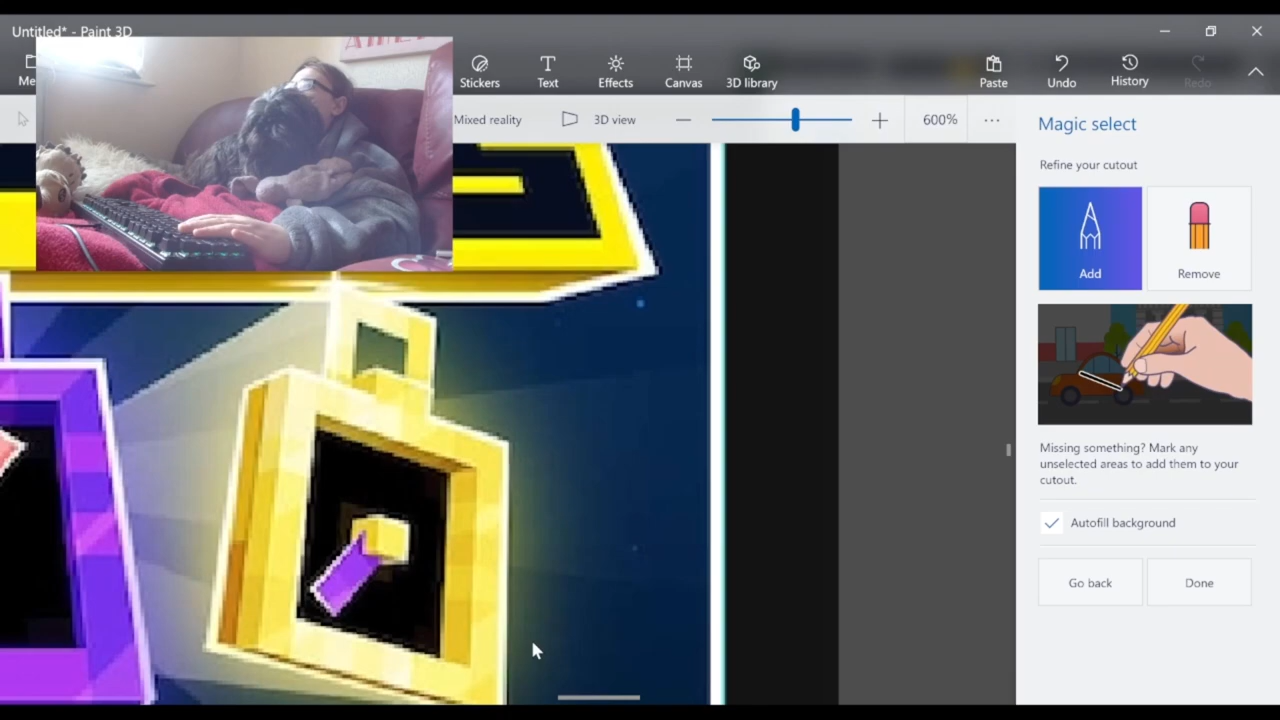 Untitled* - Paint 3D
Me
Stickers
Text
Effects
Canvas
3D library
Paste
Undo
History
Redo
Mixed reality
3D view
600%
Magic select
Refine your cutout
Add
Remove
Missing something? Mark any
unselected areas to add them to your
cutout.
Autofill background
Go back
Done